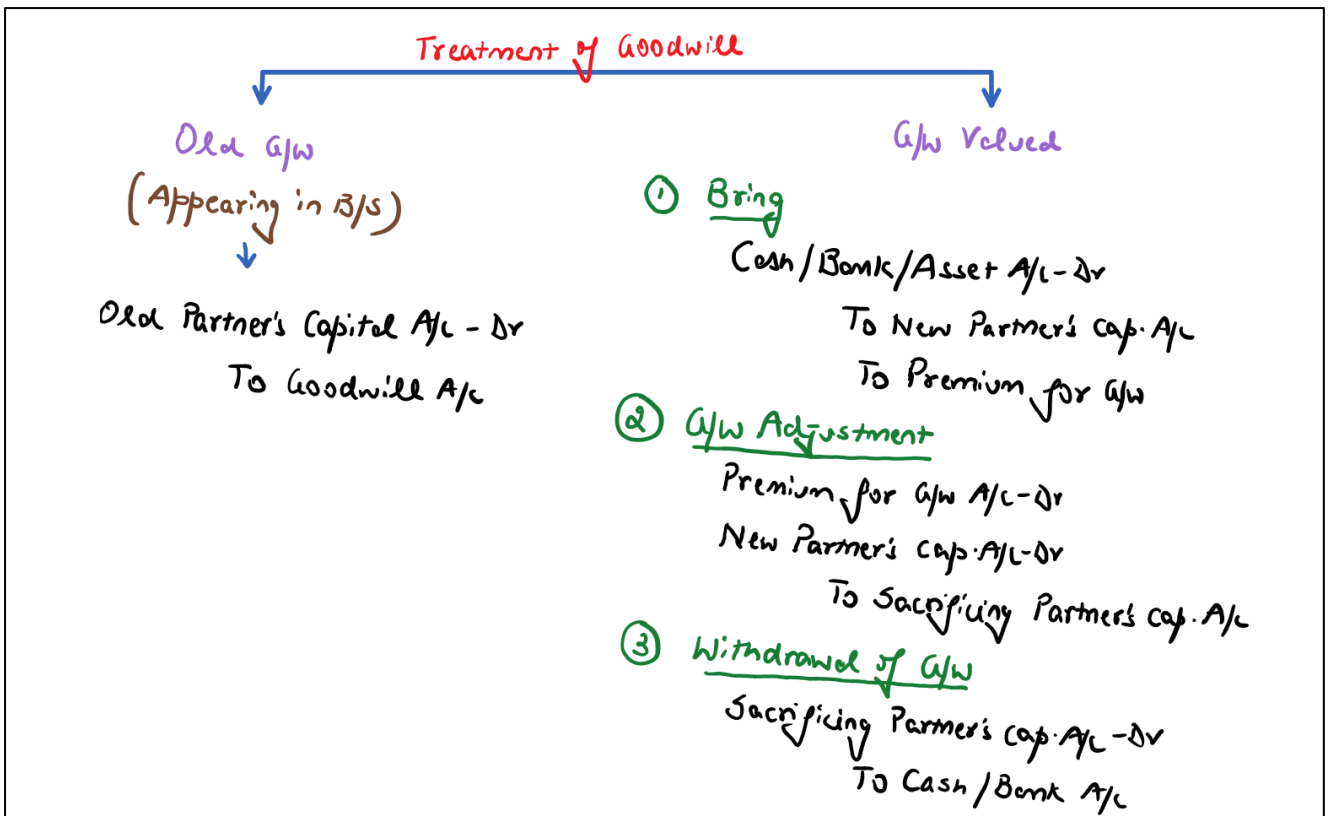 Treatment of Goodwill
Old G/w
(Appearing in B/S)
Old Partner's Capital A/c - Dr
To Goodwill A/c
G/w Valued
① Bring
Cash/Bank/Asset A/c-Dr
To New Partner's cap. A/c
To Premium for G/w
② G/w Adjustment
Premium for G/w A/c-Dr
New Partner's cap. A/c-Dr
To Sacrificing Partner's cap. A/c
③ Withdrawal of G/w
Sacrificing Partner's cap. A/c -Dr
To Cash/Bank A/c